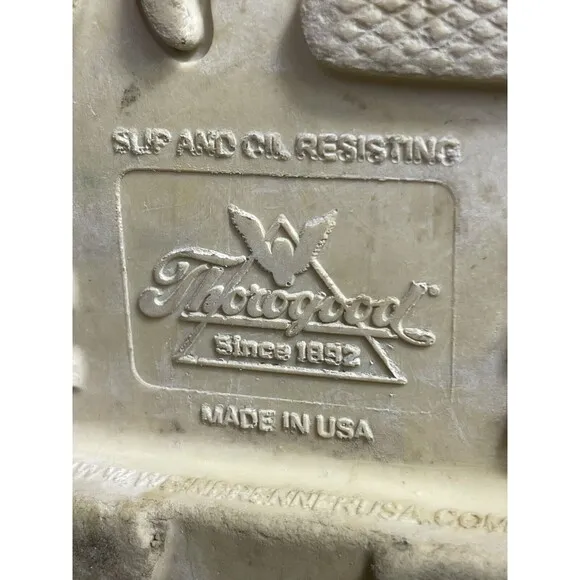 SLIP AND OIL RESISTING
Thorogood
Since 1892
MADE IN USA